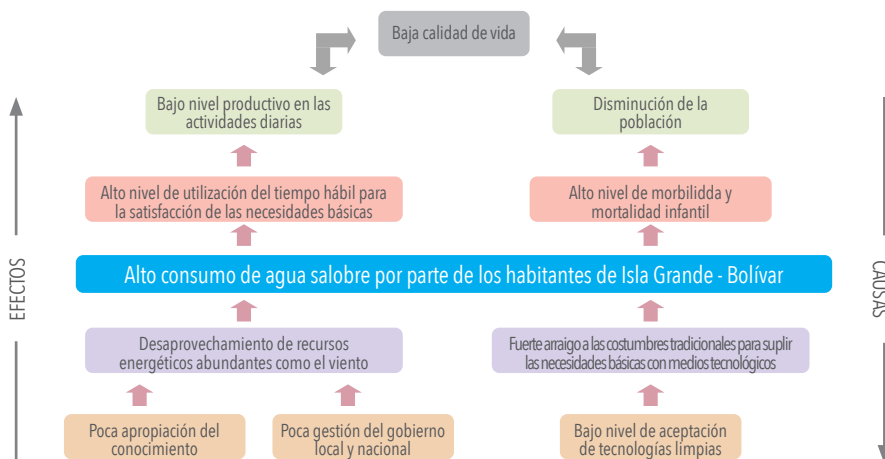 Baja calidad de vida
Bajo nivel productivo en las
actividades diarias
Disminución de la
población
Alto nivel de utilización del tiempo hábil para
la satisfacción de las necesidades básicas
Alto nivel de morbilidda y
mortalidad infantil
EFECTOS
Alto consumo de agua salobre por parte de los habitantes de Isla Grande - Bolívar
CAUSAS
Desaprovechamiento de recursos
energéticos abundantes como el viento
Fuerte arraigo a las costumbres tradicionales para suplir
las necesidades básicas con medios tecnológicos
Poca apropiación del
conocimiento
Poca gestión del gobierno
local y nacional
Bajo nivel de aceptación
de tecnologías limpias